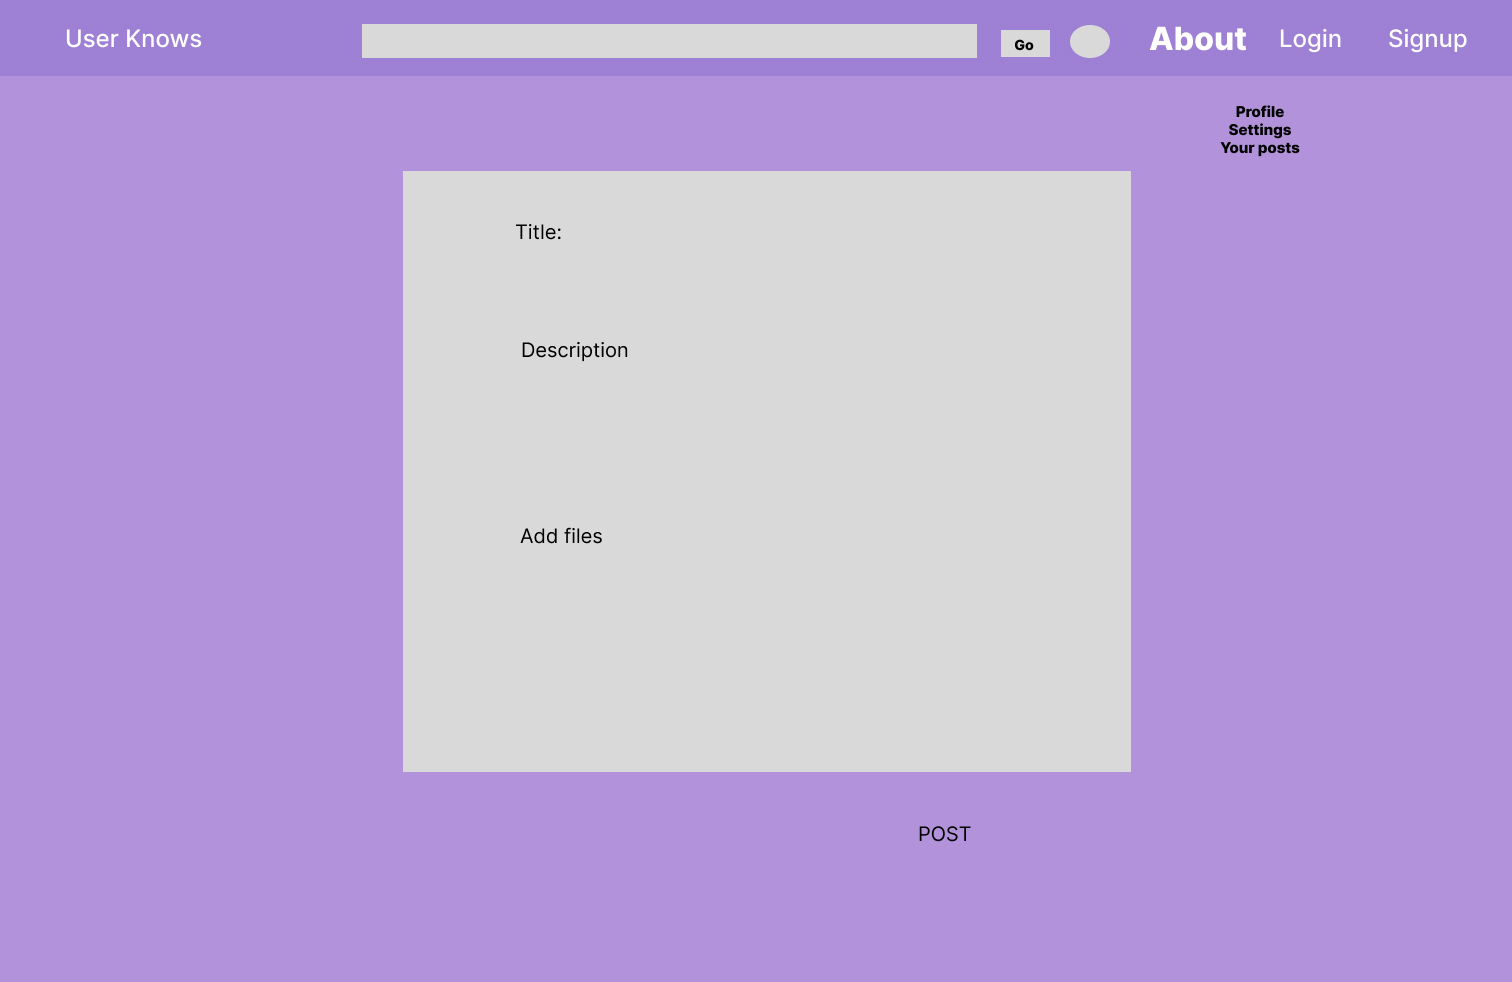 User Knows
Go
About
Login
Signup
Profile
Settings
Your posts
Title:
Description
Add files
POST